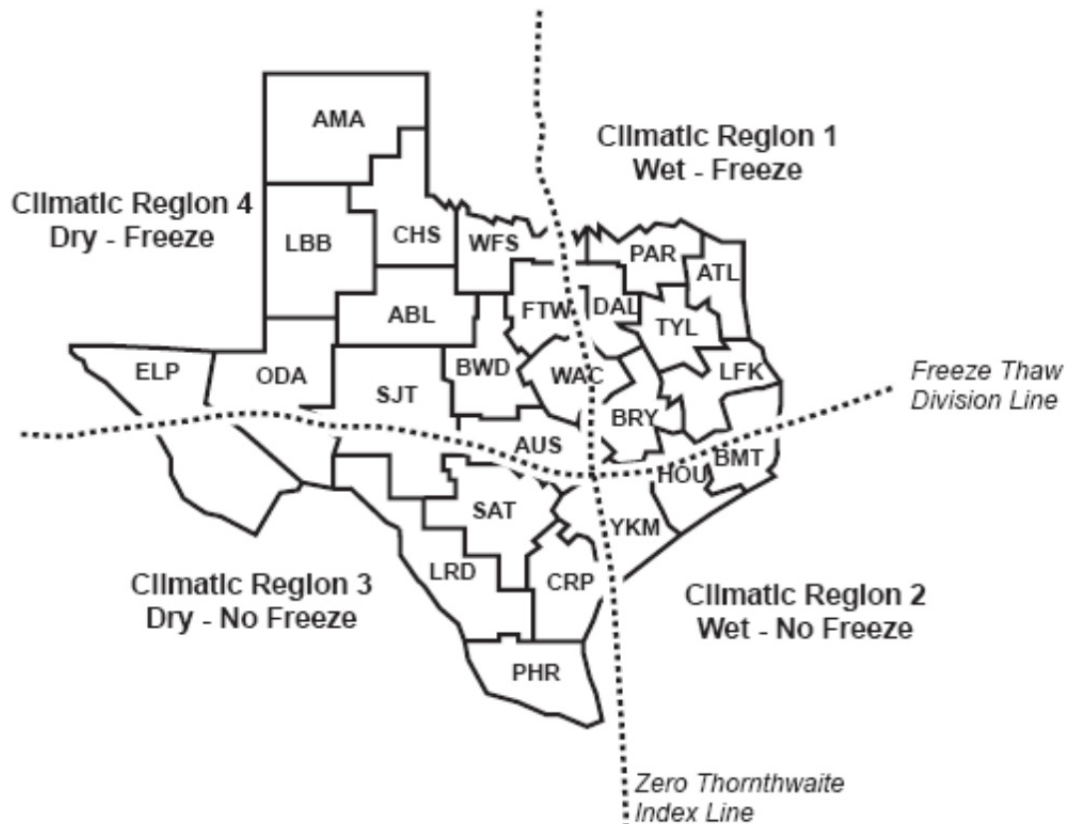 AMA
Climatic Region 1
Wet - Freeze
Climatic Region 4
Dry - Freeze
LBB
CHS
WFS
PAR
ATL
ABL
FTW
DAL
TYL
ELP
ODA
SJT
BWD
WAC
LFK
Freeze Thaw
Division Line
BRY
AUS
HOU
BMT
SAT
YKM
LRD
CRP
Climatic Region 3
Dry - No Freeze
Climatic Region 2
Wet - No Freeze
PHR
Zero Thornthwaite
Index Line